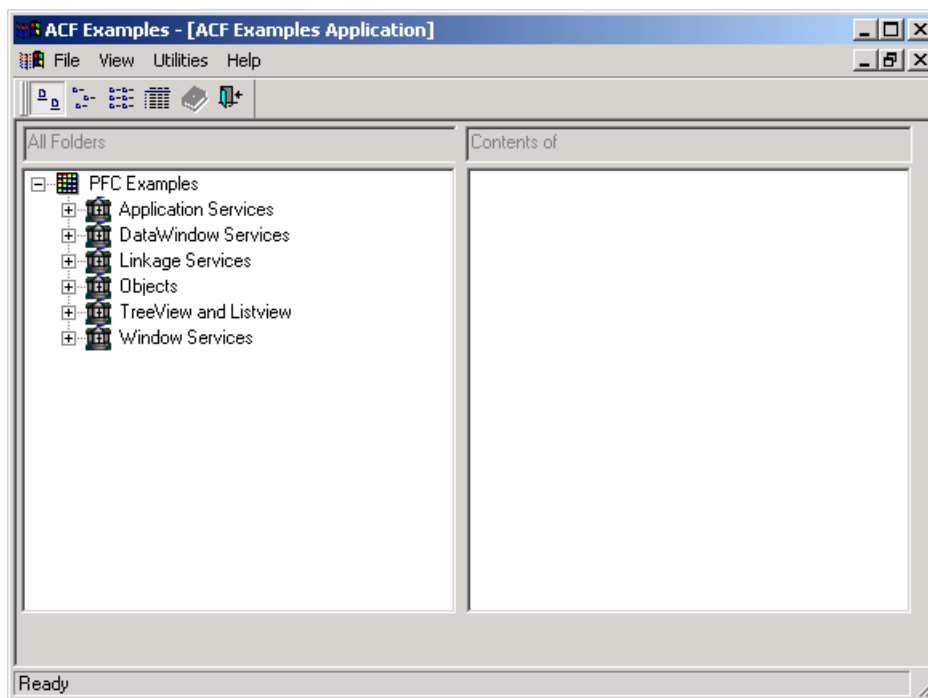 ACF Examples - [ACF Examples Application]
File View Utilities Help
All Folders
Contents of
PFC Examples
Application Services
DataWindow Services
Linkage Services
Objects
TreeView and Listview
Window Services
Ready